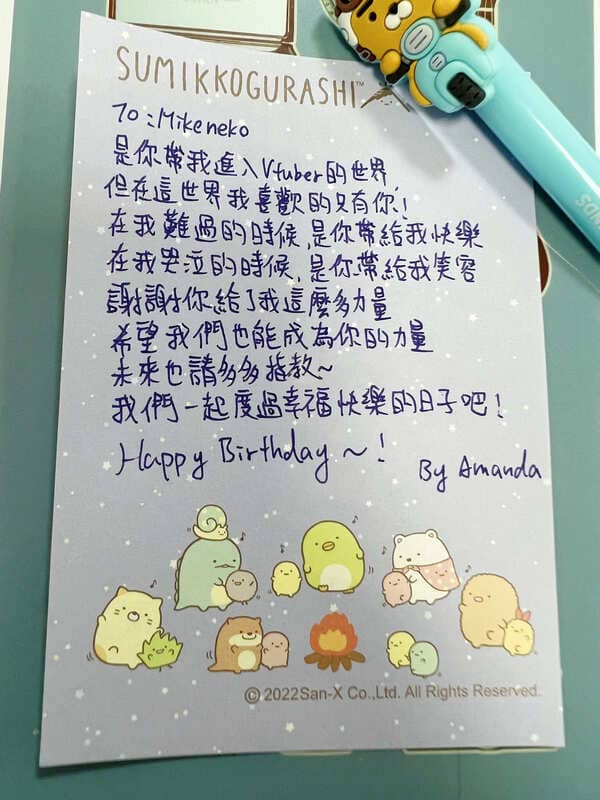 SUMIKKOGURASHI™
To：Mikeneko
是你帶我進入Vtuber的世界,
但在這世界我喜歡的又有你!
在我難過的時候,是你帶給我快樂
在我哭泣的時候,是你帶給我笑容
謝謝你給了我這麼多力量
希望我們也能成為你的力量
未來也請多多指教~
我們一起度過幸福快樂的日子吧!
Happy Birthday ~!
By Amanda
© 2022San-X Co.,Ltd. All Rights Reserved.